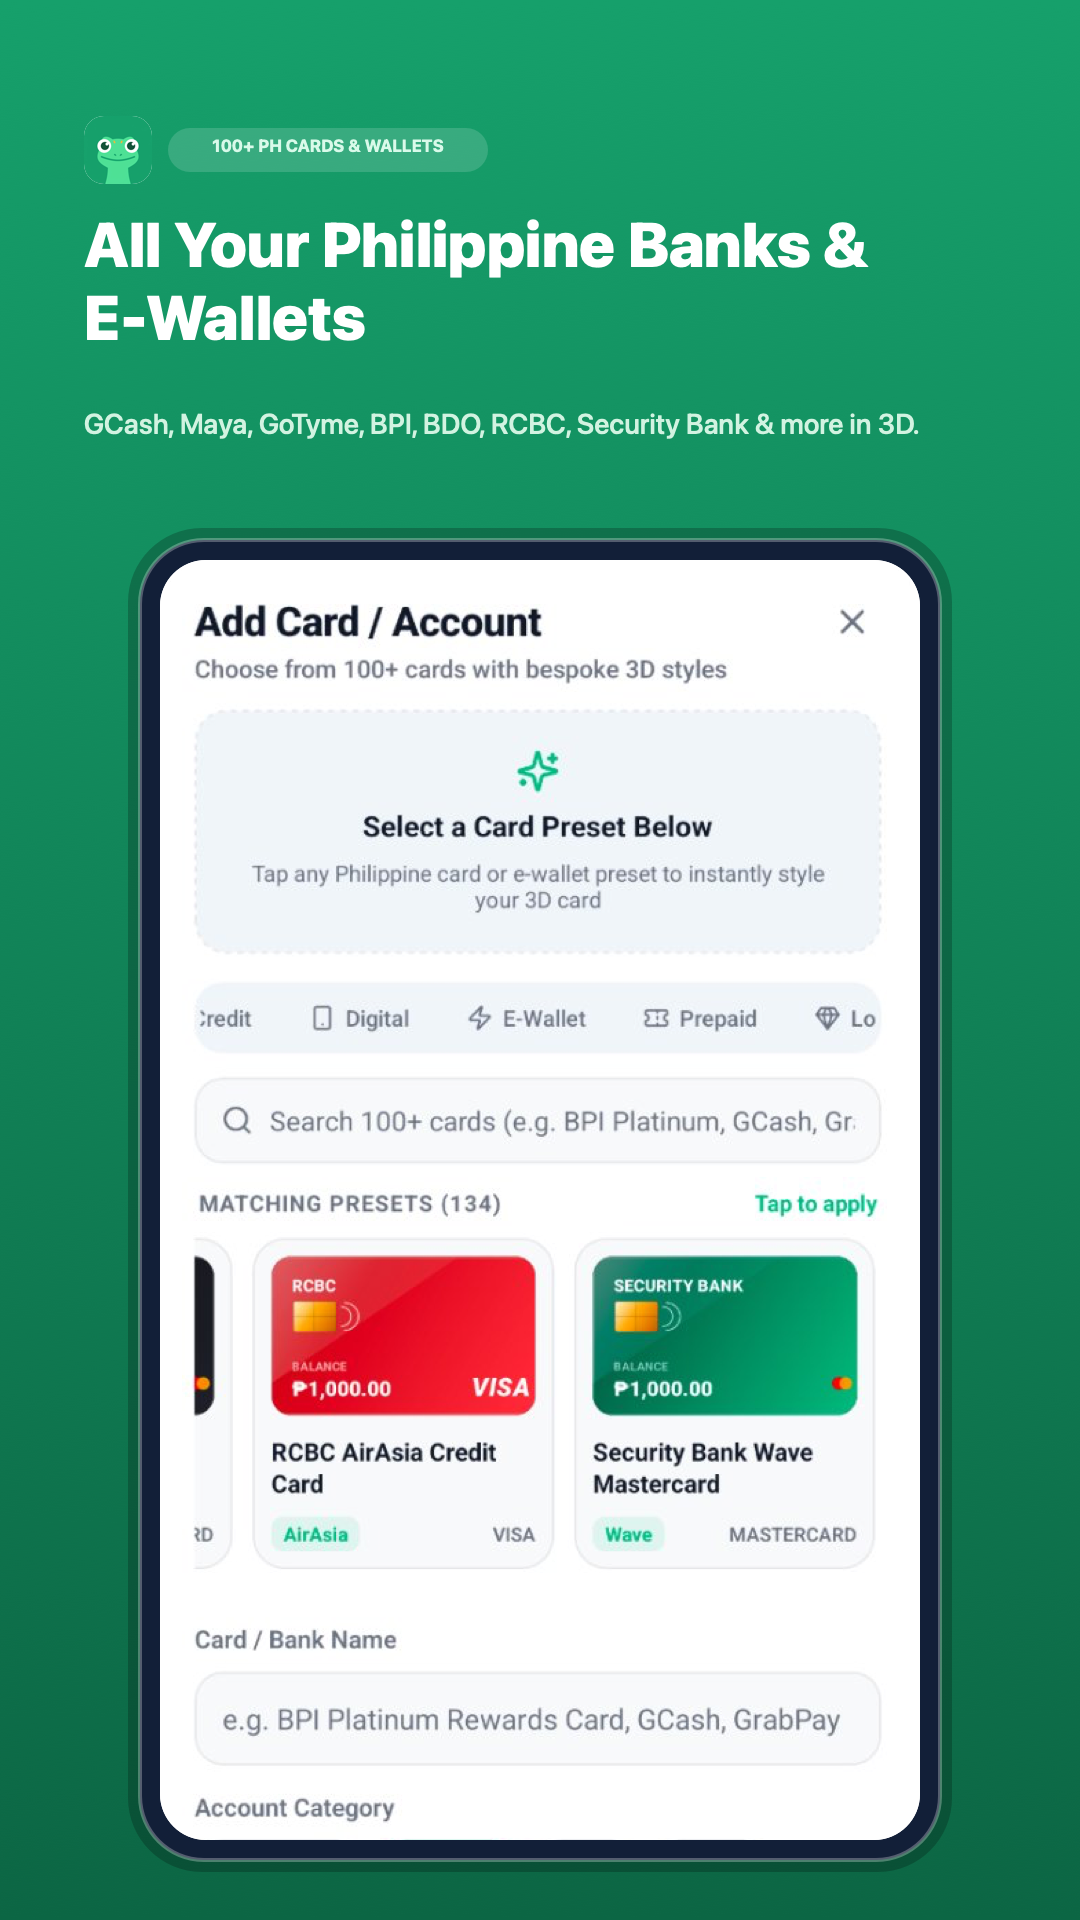 100+ PH CARDS & WALLETS
All Your Philippine Banks &
E-Wallets
GCash, Maya, GoTyme, BPI, BDO, RCBC, Security Bank & more in 3D.
Add Card / Account
Choose from 100+ cards with bespoke 3D styles
Select a Card Preset Below
Tap any Philippine card or e-wallet preset to instantly style
your 3D card
Credit Digital E-Wallet Prepaid Lo
Search 100+ cards (e.g. BPI Platinum, GCash, Gr
MATCHING PRESETS (134) Tap to apply
RCBC
BALANCE
₱1,000.00 VISA
RCBC AirAsia Credit
Card
AirAsia VISA
SECURITY BANK
BALANCE
₱1,000.00
Security Bank Wave
Mastercard
Wave MASTERCARD
RD
Card / Bank Name
e.g. BPI Platinum Rewards Card, GCash, GrabPay
Account Category